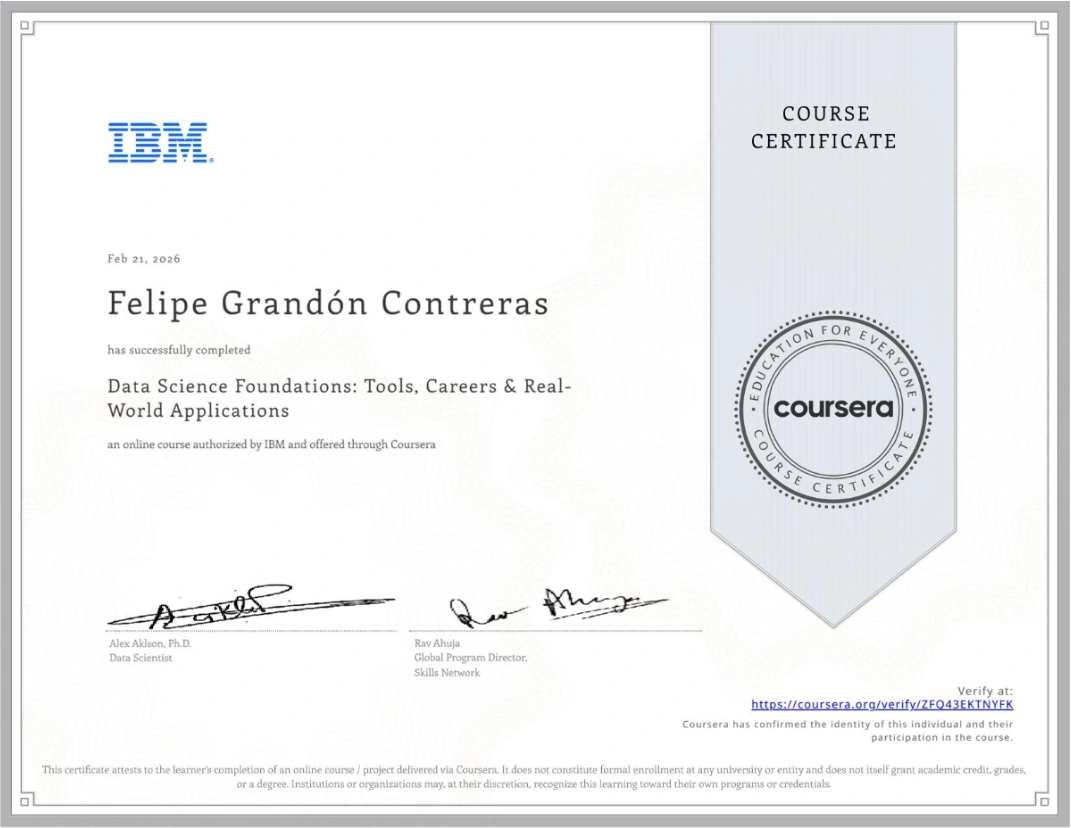 IBM
COURSE
CERTIFICATE
Feb 21, 2026
Felipe Grandón Contreras
has successfully completed
Data Science Foundations: Tools, Careers & Real-
World Applications
an online course authorized by IBM and offered through Coursera
EDUCATION FOR EVERYONE
coursera
COURSE CERTIFICATE
Alex Aklson, Ph.D.
Data Scientist
Rav Ahuja
Global Program Director,
Skills Network
Verify at:
https://coursera.org/verify/ZFQ43EKTNYFK
Coursera has confirmed the identity of this individual and their
participation in the course.
This certificate attests to the learner's completion of an online course / project delivered via Coursera. It does not constitute formal enrollment at any university or entity and does not itself grant academic credit, grades,
or a degree. Institutions or organizations may, at their discretion, recognize this learning toward their own programs or credentials.